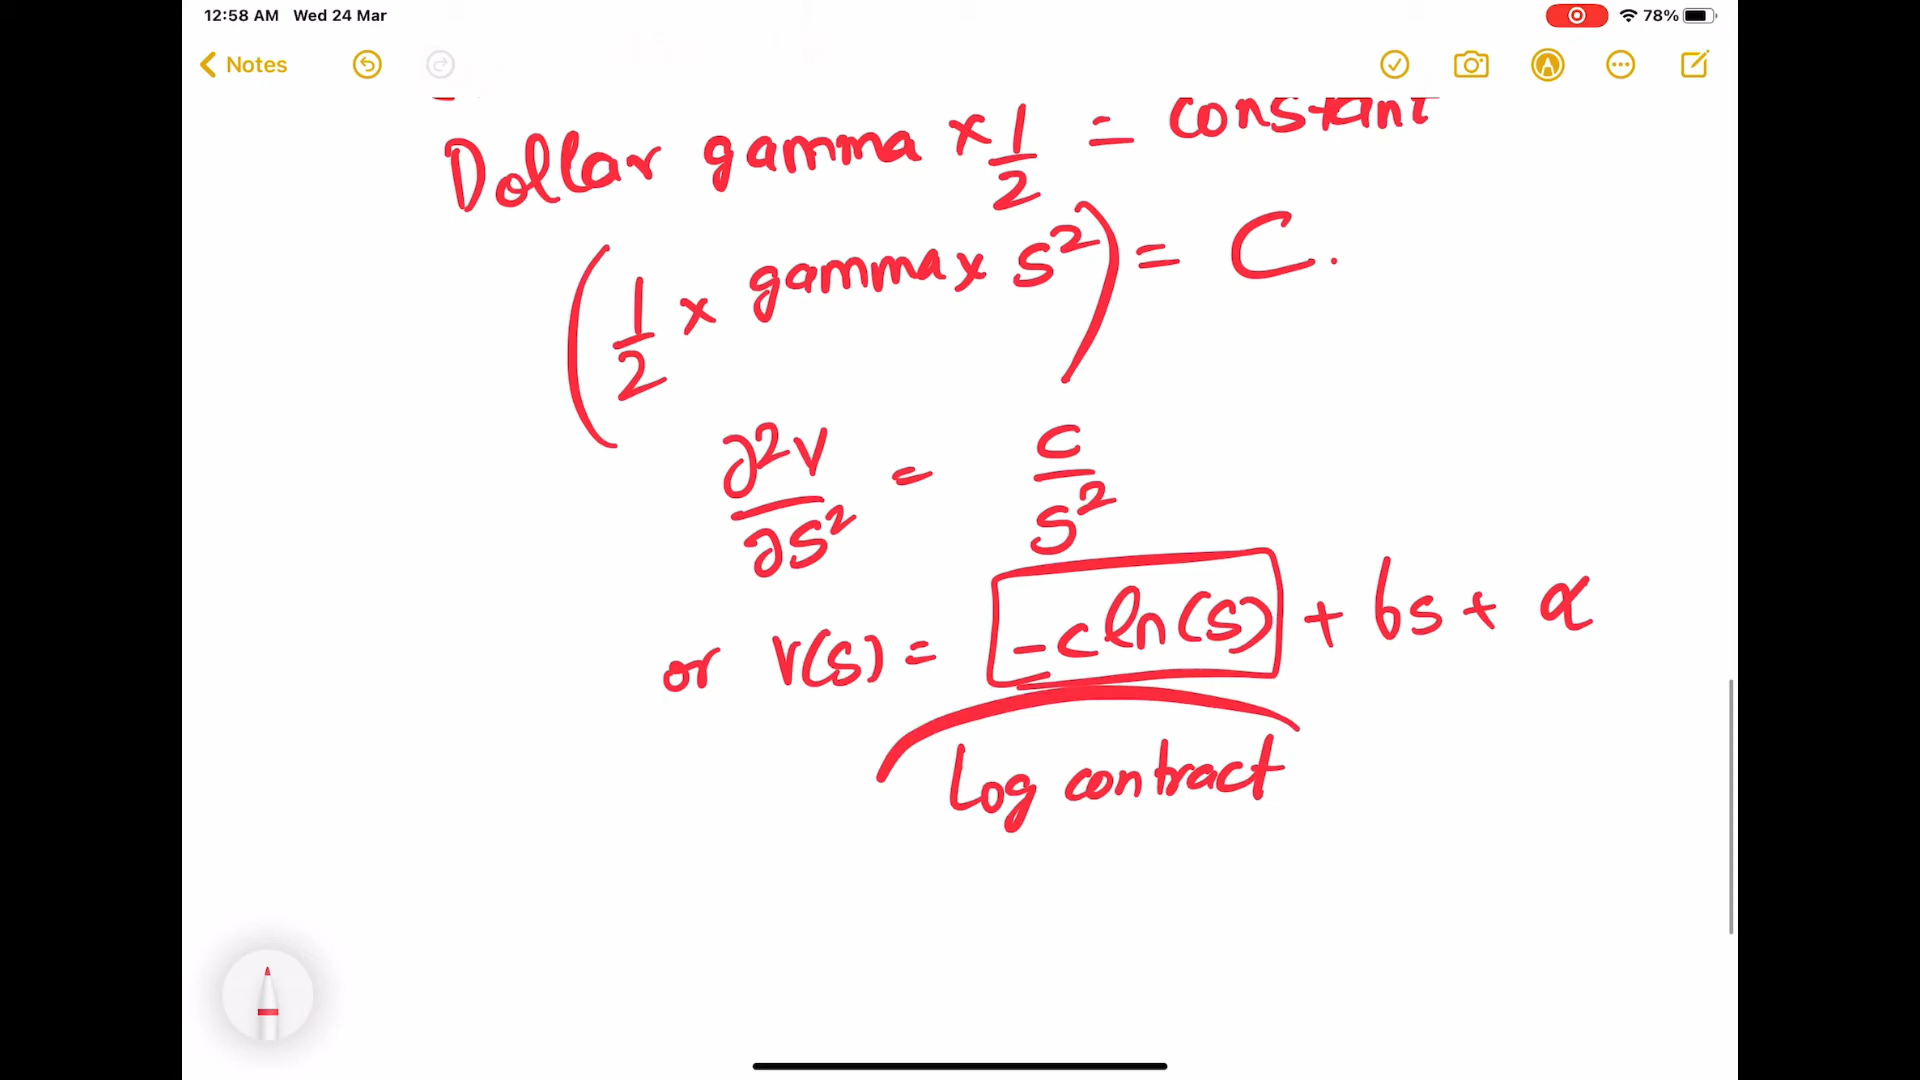 12:58 AM Wed 24 Mar 78%
Notes
Dollar gamma × 1/2 = constant
(1/2 × gamma × S²) = C.
∂²V/∂S² = C/S²
or V(S) = -c ln(S) + bs + α
Log contract